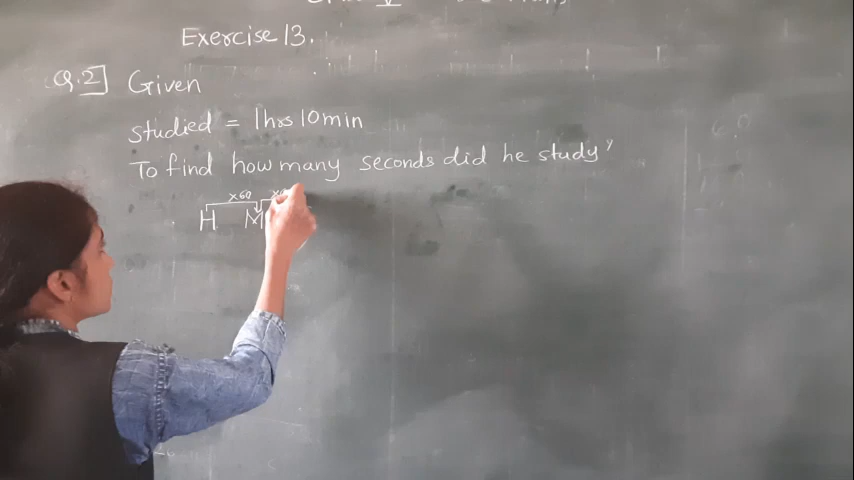 Exercise 13.
Q.2] Given
studied = 1hrs 10min
To find how many seconds did he study?
×60
H M